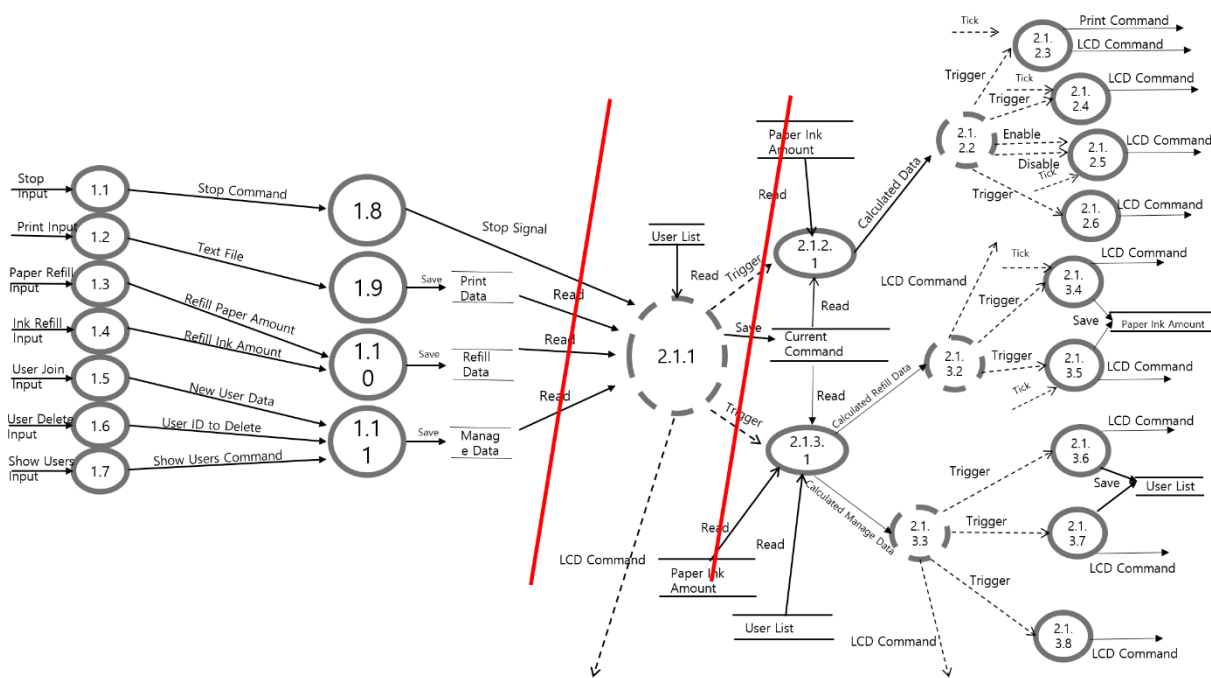 Stop
Input
1.1
Stop Command
Print Input
1.2
Text File
Paper Refill
Input
1.3
Refill Paper Amount
Ink Refill
Input
1.4
Refill Ink Amount
User Join
Input
1.5
New User Data
User Delete
Input
1.6
User ID to Delete
Show Users
Input
1.7
Show Users Command
1.8
Stop Signal
1.9
Save
Print
Data
Read
1.1
0
Save
Refill
Data
Read
1.1
1
Save
Manag
e Data
Read
User List
Read
2.1.1
Trigger
Save
Current
Command
Trigger
LCD Command
Paper Ink
Amount
Read
2.1.2.
1
Read
Calculated Data
Read
2.1.3.
1
Calculated Refill Data
Calculated Manage Data
Read
Paper Ink
Amount
Read
User List
2.1.
2.2
Trigger
Tick
2.1.
2.3
Print Command
LCD Command
Tick
Trigger
2.1.
2.4
LCD Command
Enable
Disable
Tick
2.1.
2.5
LCD Command
Trigger
2.1.
2.6
LCD Command
LCD Command
2.1.
3.2
Tick
Trigger
2.1.
3.4
LCD Command
Save
Paper Ink Amount
Trigger
Tick
2.1.
3.5
LCD Command
2.1.
3.3
Trigger
2.1.
3.6
LCD Command
Save
User List
Trigger
2.1.
3.7
LCD Command
Trigger
2.1.
3.8
LCD Command
LCD Command